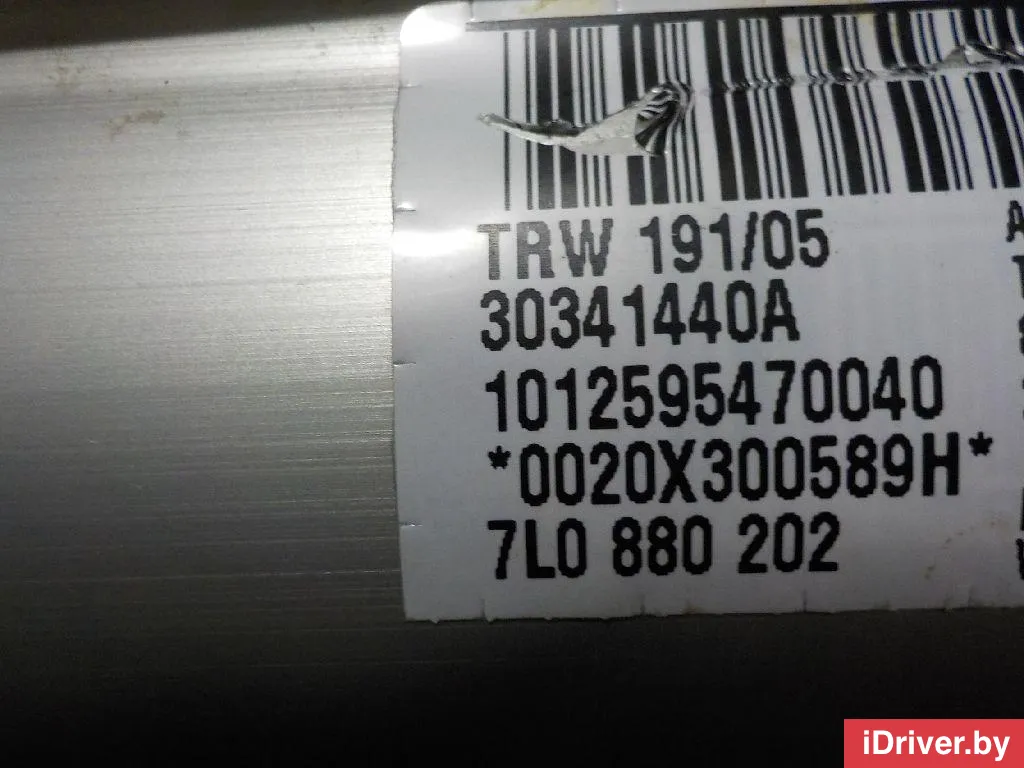 TRW 191/05
30341440A
1012595470040
*0020X300589H*
7L0 880 202
A
iDriver.by